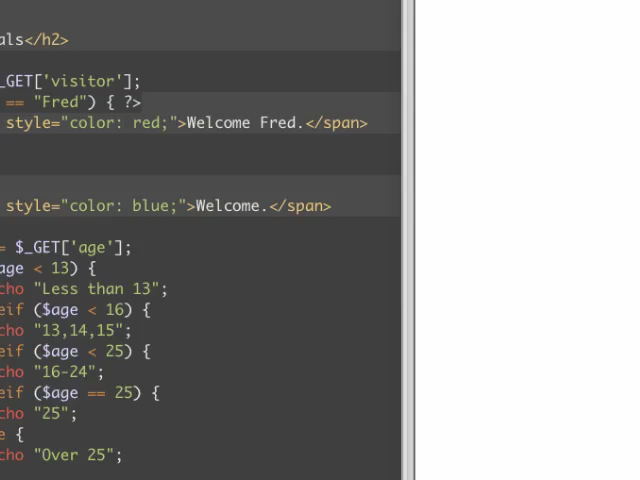 als</h2>
_GET['visitor'];
== "Fred") { ?>
style="color: red;">Welcome Fred.</span>
style="color: blue;">Welcome.</span>
= $_GET['age'];
age < 13) {
cho "Less than 13";
eif ($age < 16) {
cho "13,14,15";
eif ($age < 25) {
cho "16-24";
eif ($age == 25) {
cho "25";
e {
cho "Over 25";